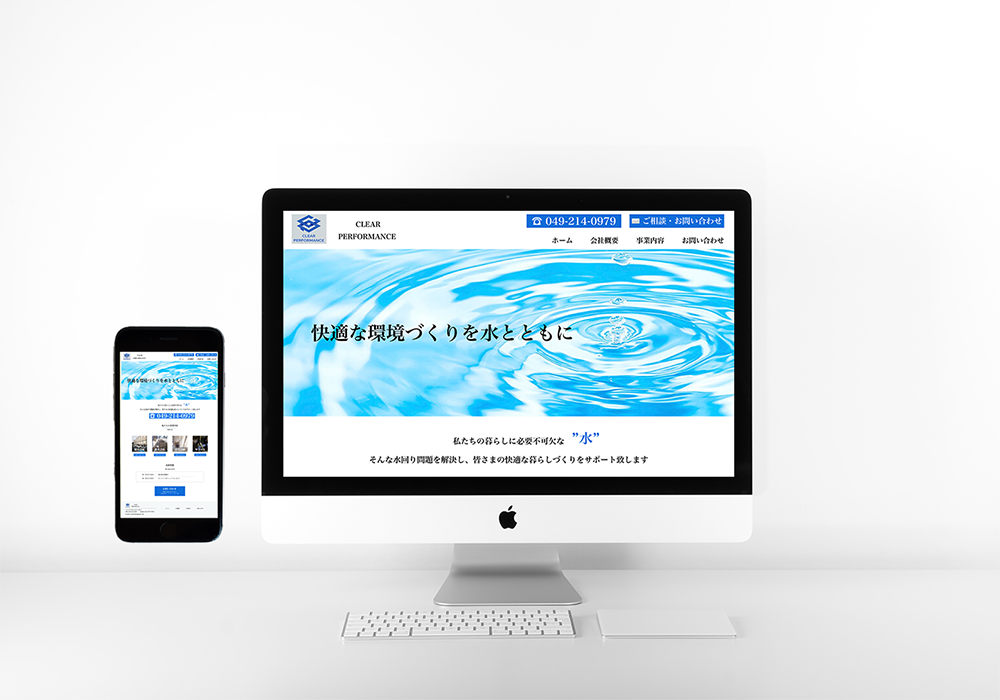 CLEAR
PERFORMANCE
CLEAR
PERFORMANCE
☎ 049-214-0979
✉ ご相談・お問い合わせ
ホーム 会社概要 事業内容 お問い合わせ
快適な環境づくりを水とともに
私たちの暮らしに必要不可欠な ”水”
そんな水回り問題を解決し、皆さまの快適な暮らしづくりをサポート致します
快適な環境づくりを水とともに
☎ 049-214-0979